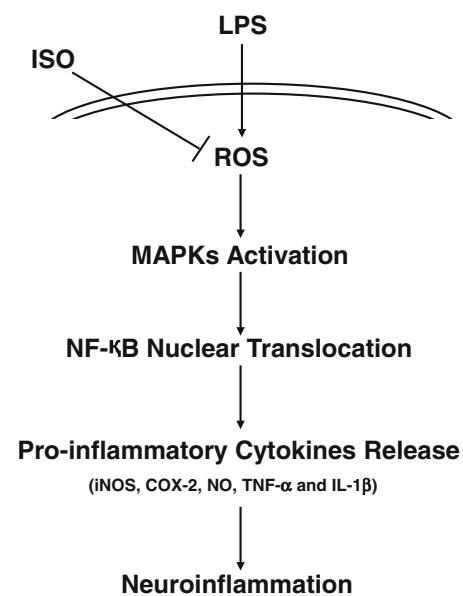 LPS
ISO
ROS
MAPKs Activation
NF-κB Nuclear Translocation
Pro-inflammatory Cytokines Release
(iNOS, COX-2, NO, TNF-α and IL-1β)
Neuroinflammation